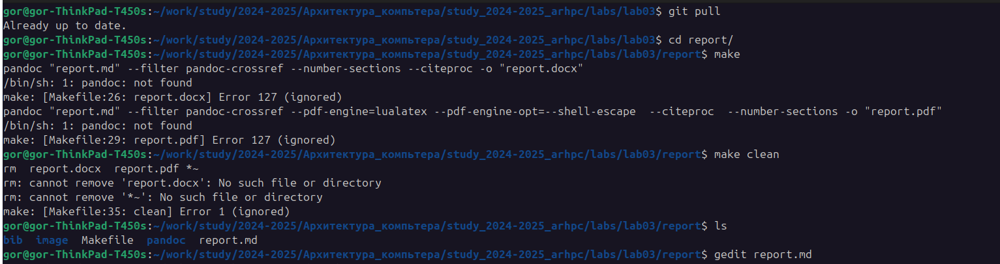 gor@gor-ThinkPad-T450s:~/work/study/2024-2025/Архитектура_компьтера/study_2024-2025_arhpc/labs/lab03$ git pull
Already up to date.
gor@gor-ThinkPad-T450s:~/work/study/2024-2025/Архитектура_компьтера/study_2024-2025_arhpc/labs/lab03$ cd report/
gor@gor-ThinkPad-T450s:~/work/study/2024-2025/Архитектура_компьтера/study_2024-2025_arhpc/labs/lab03/report$ make
pandoc "report.md" --filter pandoc-crossref --number-sections --citeproc -o "report.docx"
/bin/sh: 1: pandoc: not found
make: [Makefile:26: report.docx] Error 127 (ignored)
pandoc "report.md" --filter pandoc-crossref --pdf-engine=lualatex --pdf-engine-opt=--shell-escape  --citeproc  --number-sections -o "report.pdf"
/bin/sh: 1: pandoc: not found
make: [Makefile:29: report.pdf] Error 127 (ignored)
gor@gor-ThinkPad-T450s:~/work/study/2024-2025/Архитектура_компьтера/study_2024-2025_arhpc/labs/lab03/report$ make clean
rm  report.docx  report.pdf *~
rm: cannot remove 'report.docx': No such file or directory
rm: cannot remove '*~': No such file or directory
make: [Makefile:35: clean] Error 1 (ignored)
gor@gor-ThinkPad-T450s:~/work/study/2024-2025/Архитектура_компьтера/study_2024-2025_arhpc/labs/lab03/report$ ls
bib  image  Makefile  pandoc  report.md
gor@gor-ThinkPad-T450s:~/work/study/2024-2025/Архитектура_компьтера/study_2024-2025_arhpc/labs/lab03/report$ gedit report.md